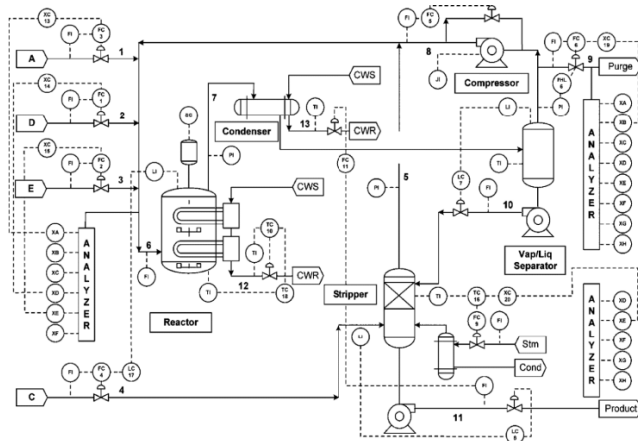 XC 13
FC 3
FI
A
1
XC 14
FC 1
FI
D
2
XC 15
FC 2
FI
E
3
XA
XB
XC
XD
XE
XF
ANALYZER
LI
6
FI
Reactor
FC 4
FI
LC 17
C
4
7
PI
Condenser
CWS
TI
13
CWR
FC 11
CWS
TI
TC 10
12
CWR
TI
TC 18
5
PI
Stripper
TI
TC 16
XC 20
FC 9
FI
Stm
Cond
LI
FI
11
LC
Product
FI
FC 5
8
JI
Compressor
FI
FC 6
XC 19
9
Purge
PHL 6
PI
LI
TI
LC 7
FI
10
Vap/Liq
Separator
ANALYZER
XA
XB
XC
XD
XE
XF
XG
XH
ANALYZER
XD
XE
XF
XG
XH